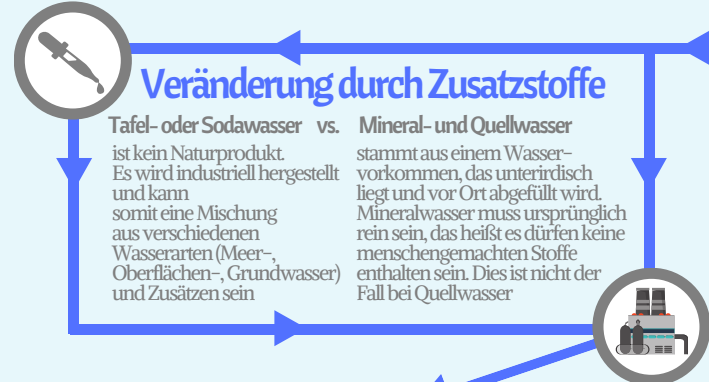 Veränderung durch Zusatzstoffe
Tafel- oder Sodawasser vs. Mineral- und Quellwasser
ist kein Naturprodukt.
Es wird industriell hergestellt
und kann
somit eine Mischung
aus verschiedenen
Wasserarten (Meer-,
Oberflächen-, Grundwasser)
und Zusätzen sein
stammt aus einem Wasser-
vorkommen, das unterirdisch
liegt und vor Ort abgefüllt wird.
Mineralwasser muss ursprünglich
rein sein, das heißt es dürfen keine
menschengemachten Stoffe
enthalten sein. Dies ist nicht der
Fall bei Quellwasser